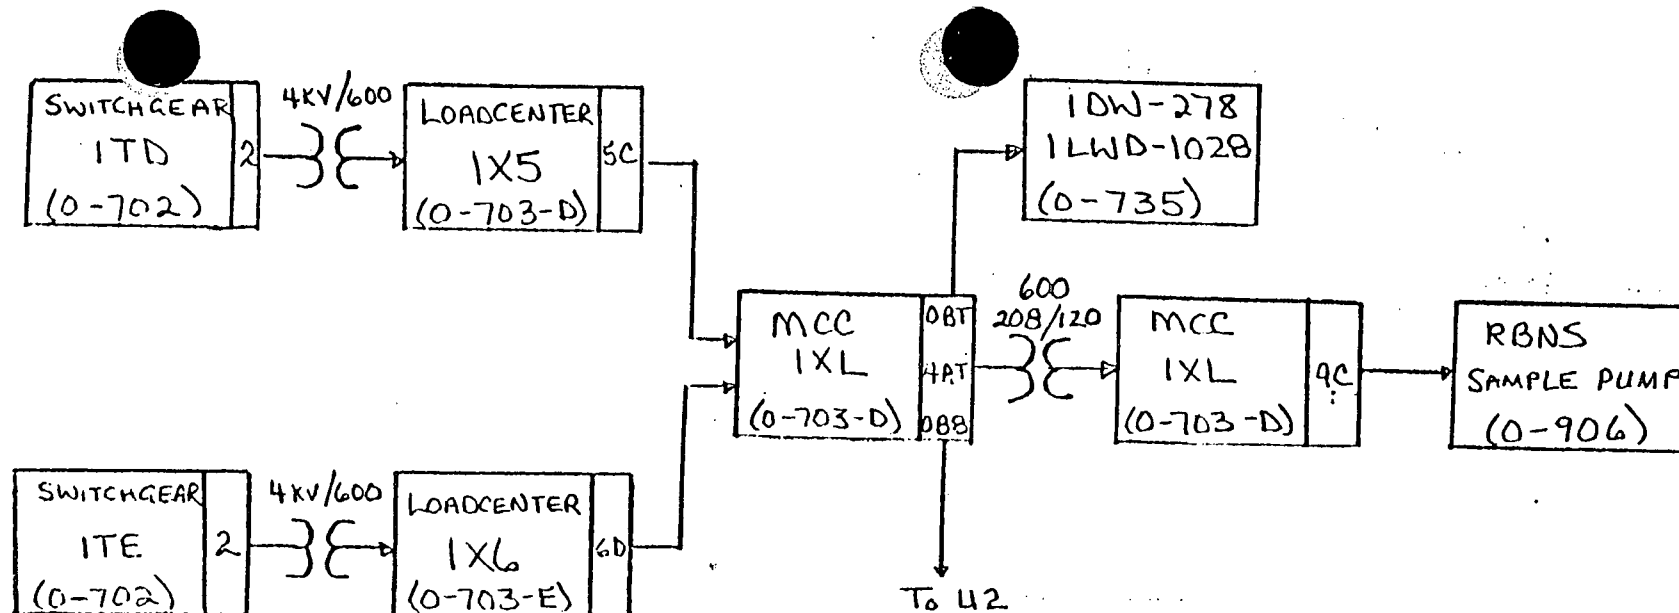 SWITCHGEAR
1TD
(0-702)
2
4KV/600
LOADCENTER
1X5
(0-703-D)
5C
1DW-278
1LWD-1028
(0-735)
MCC
1XL
(0-703-D)
0BT
4AT
0BB
600
208/120
MCC
1XL
(0-703-D)
9C
RBNS
SAMPLE PUMP
(0-906)
SWITCHGEAR
1TE
(0-702)
2
4KV/600
LOADCENTER
1X6
(0-703-E)
6D
To U2